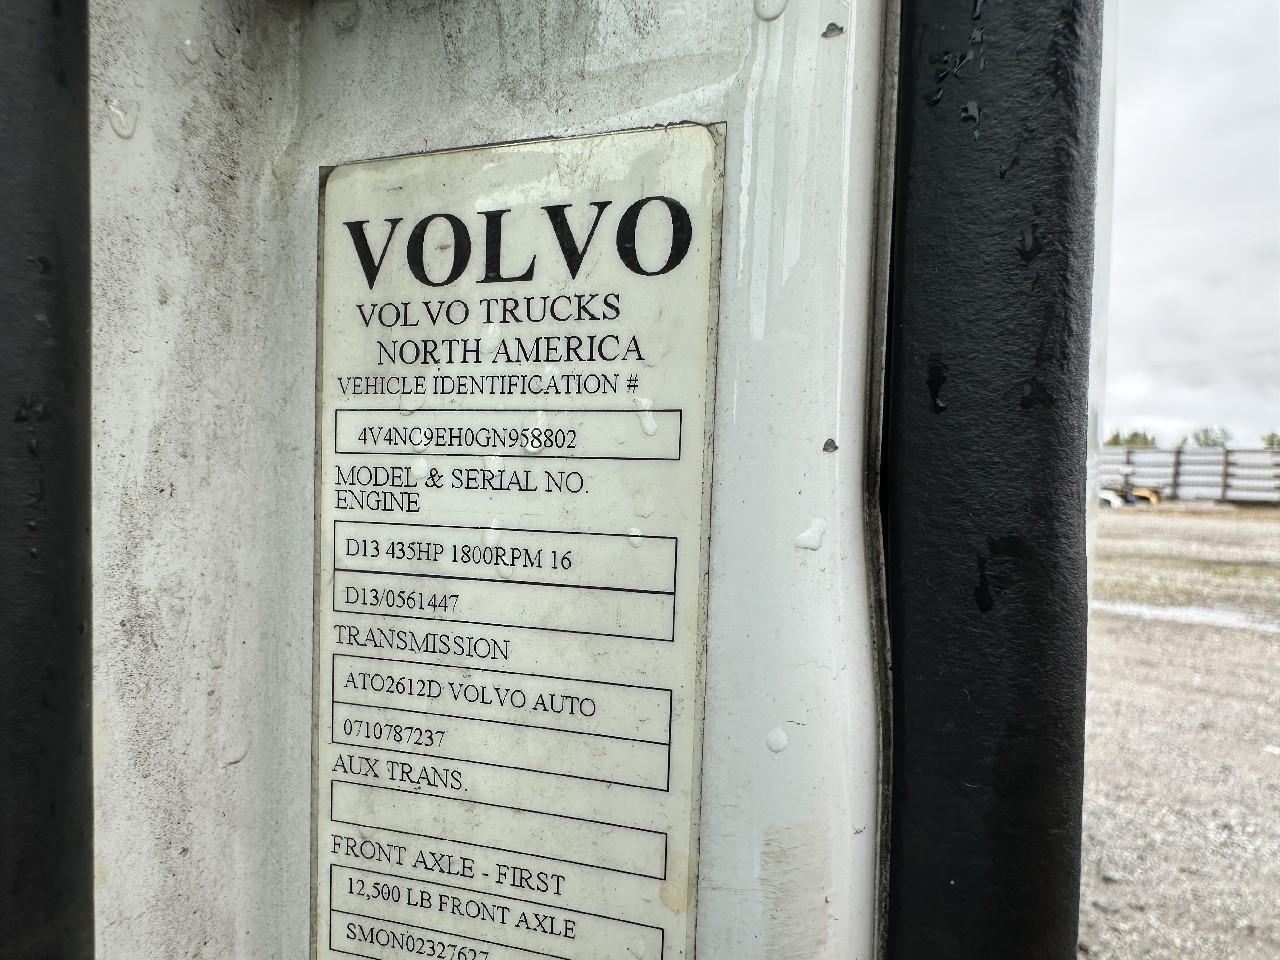 VOLVO
VOLVO TRUCKS
NORTH AMERICA
VEHICLE IDENTIFICATION #
4V4NC9EH0GN958802
MODEL & SERIAL NO.
ENGINE
D13 435HP 1800RPM 16
D13/0561447
TRANSMISSION
ATO2612D VOLVO AUTO
0710787237
AUX TRANS.
FRONT AXLE - FIRST
12,500 LB FRONT AXLE
SMON02327627